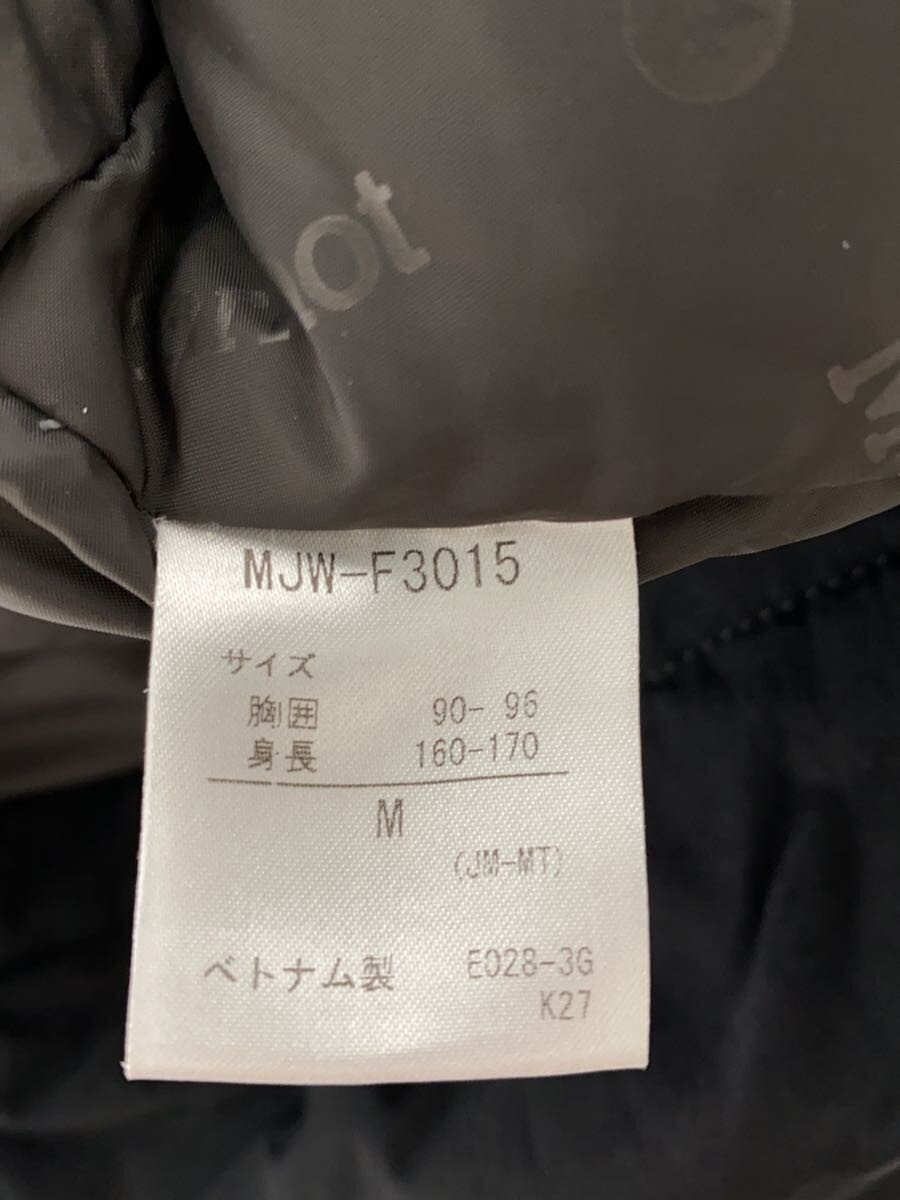 MJW-F3015
サイズ
胸囲 90- 96
身長 160-170
M
(JM-MT)
ベトナム製 E028-3G
K27